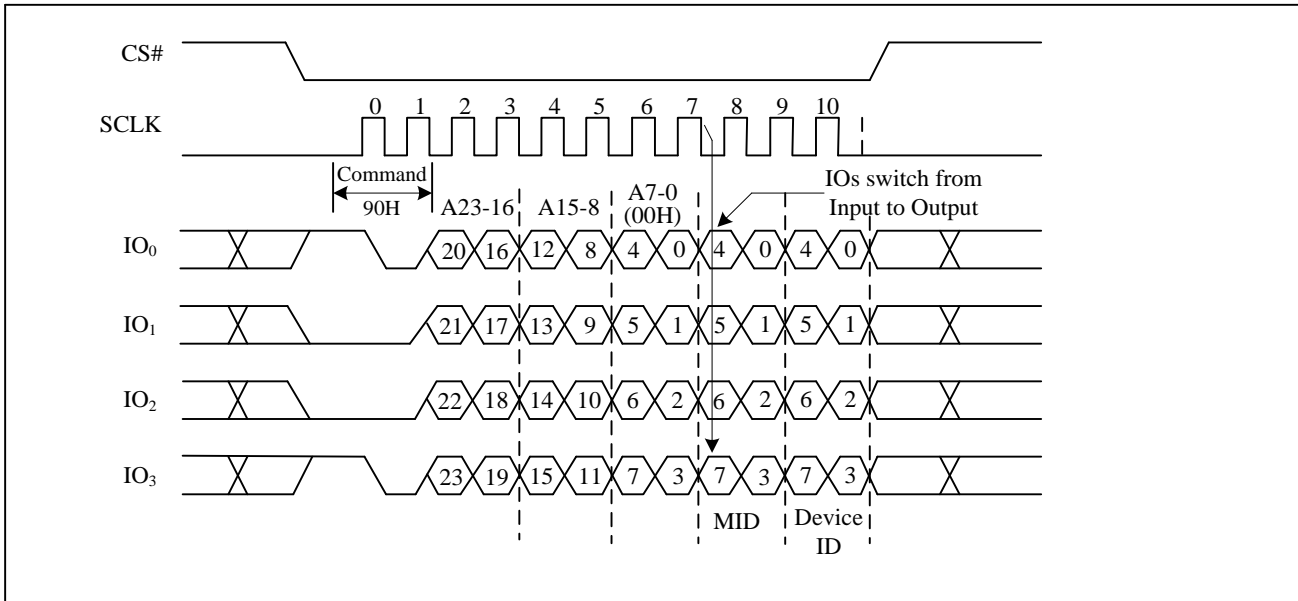 CS#
SCLK
0 1 2 3 4 5 6 7 8 9 10
Command
90H
A23-16 A15-8 A7-0
(00H)
IOs switch from
Input to Output
IO₀ 20 16 12 8 4 0 4 0 4 0
IO₁ 21 17 13 9 5 1 5 1 5 1
IO₂ 22 18 14 10 6 2 6 2 6 2
IO₃ 23 19 15 11 7 3 7 3 7 3
MID
Device
ID